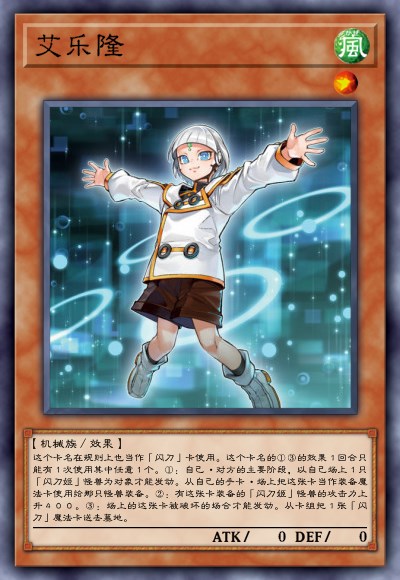 艾乐隆
風
【机械族/效果】
这个卡名在规则上也当作「闪刀」卡使用。这个卡名的①③的效果1回合只
能有1次使用其中任意1个。①:自己·对方的主要阶段,以自己场上1只
「闪刀姬」怪兽为对象才能发动。从自己的手卡·场上把这张卡当作装备魔
法卡使用给那只怪兽装备。②:有这张卡装备的「闪刀姬」怪兽的攻击力上
升400。③:场上的这张卡被破坏的场合才能发动。从卡组把1张「闪
刀」魔法卡送去墓地。
ATK/ 0 DEF/ 0